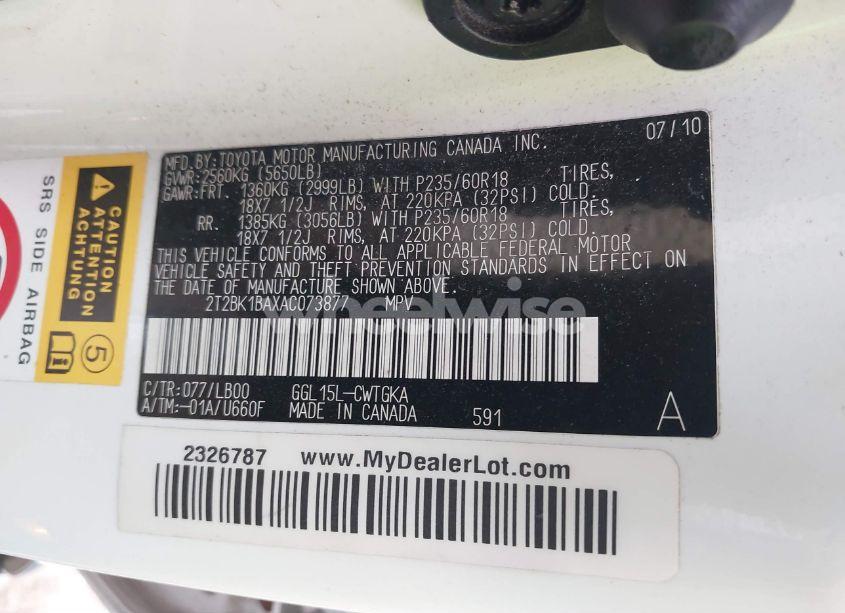 07/10
MFD.BY:TOYOTA MOTOR MANUFACTURING CANADA INC.
GVWR:2560KG (5650LB)
GAWR:FRT. 1360KG (2999LB) WITH P235/60R18 TIRES,
18X7 1/2J RIMS, AT 220KPA (32PSI) COLD.
RR. 1385KG (3056LB) WITH P235/60R18 TIRES,
18X7 1/2J RIMS, AT 220KPA (32PSI) COLD.
THIS VEHICLE CONFORMS TO ALL APPLICABLE FEDERAL MOTOR
VEHICLE SAFETY AND THEFT PREVENTION STANDARDS IN EFFECT ON
THE DATE OF MANUFACTURE SHOWN ABOVE.
2T2BK1BAXAC073877 MPV
wheelwise
C/TR:077/LB00 GGL15L-CWTGKA
A/TM:-01A/U660F MADE IN CANADA 591 A
SRS SIDE AIRBAG
CAUTION
ATTENTION
ACHTUNG
5
2326787 www.MyDealerLot.com